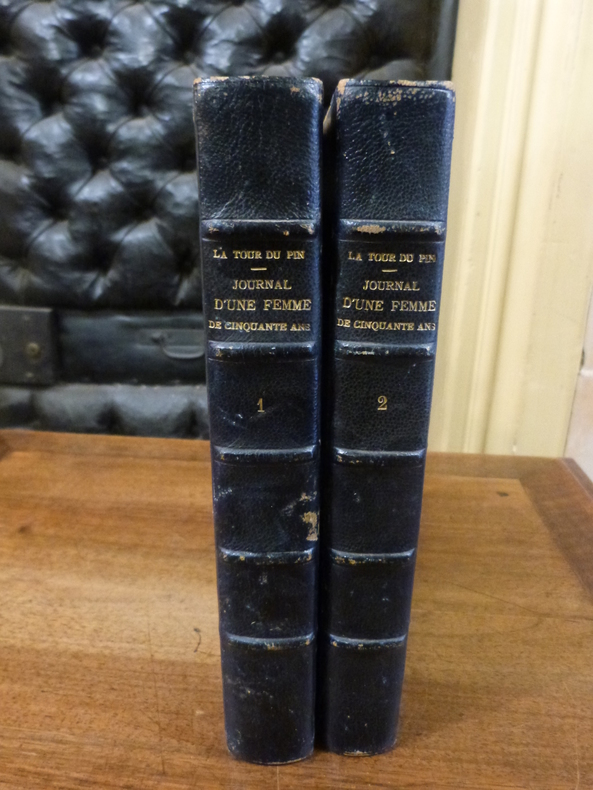 LA TOUR DU PIN
JOURNAL
D'UNE FEMME
DE CINQUANTE ANS
1
LA TOUR DU PIN
JOURNAL
D'UNE FEMME
DE CINQUANTE ANS
2